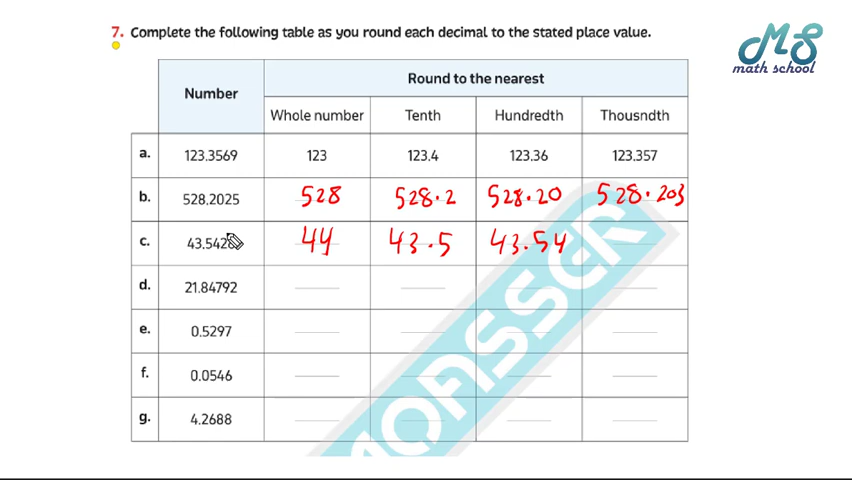 7. Complete the following table as you round each decimal to the stated place value.
MS
math school
Number
Round to the nearest
Whole number Tenth Hundredth Thousndth
a. 123.3569 123 123.4 123.36 123.357
b. 528.2025 528 528.2 528.20 528.203
c. 44 43.5 43.54
d. 21.84792
e. 0.5297
f. 0.0546
g. 4.2688